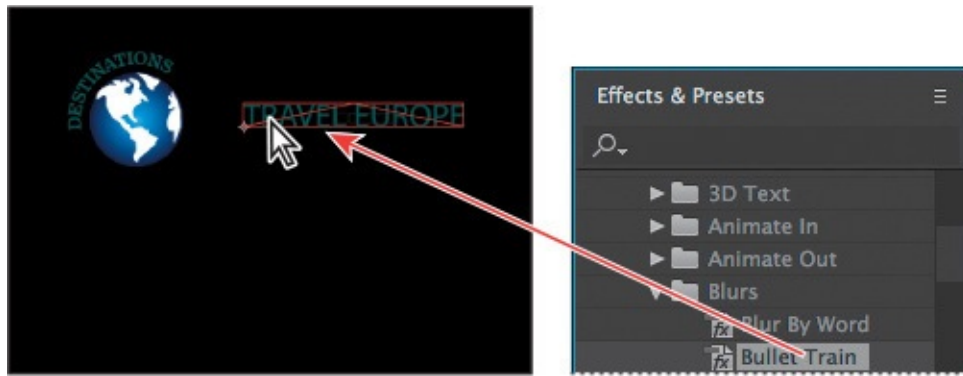 DESTINATIONS
TRAVEL EUROPE
Effects & Presets
3D Text
Animate In
Animate Out
Blurs
Blur By Word
Bullet Train